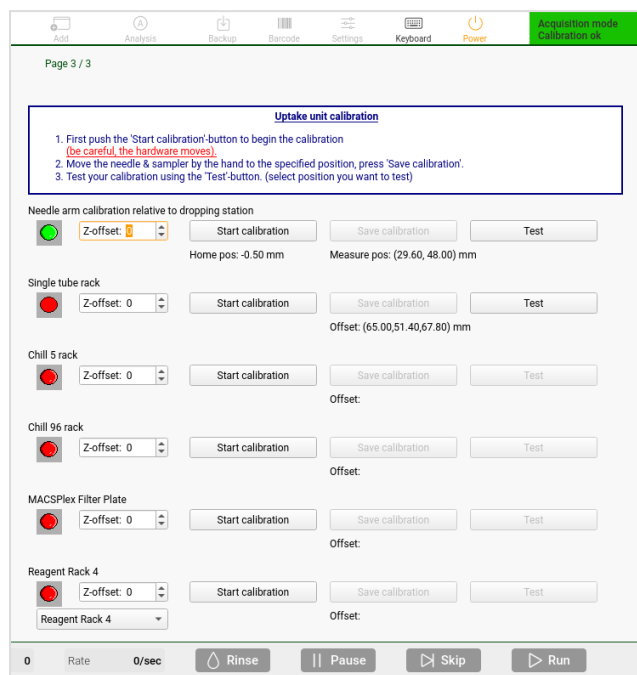 Add
Analysis
Backup
Barcode
Settings
Keyboard
Power
Acquisition mode
Calibration ok
Page 3 / 3
Uptake unit calibration
1. First push the 'Start calibration'-button to begin the calibration
(be careful, the hardware moves).
2. Move the needle & sampler by the hand to the specified position, press 'Save calibration'.
3. Test your calibration using the 'Test'-button. (select position you want to test)
Needle arm calibration relative to dropping station
Z-offset: 0 Start calibration Save calibration Test
Home pos: -0.50 mm Measure pos: (29.60, 48.00) mm
Single tube rack
Z-offset: 0 Start calibration Save calibration Test
Offset: (65.00,51.40,67.80) mm
Chill 5 rack
Z-offset: 0 Start calibration Save calibration Test
Offset:
Chill 96 rack
Z-offset: 0 Start calibration Save calibration Test
Offset:
MACSPlex Filter Plate
Z-offset: 0 Start calibration Save calibration Test
Offset:
Reagent Rack 4
Z-offset: 0 Start calibration Save calibration Test
Reagent Rack 4 Offset:
0 Rate 0/sec Rinse Pause Skip Run